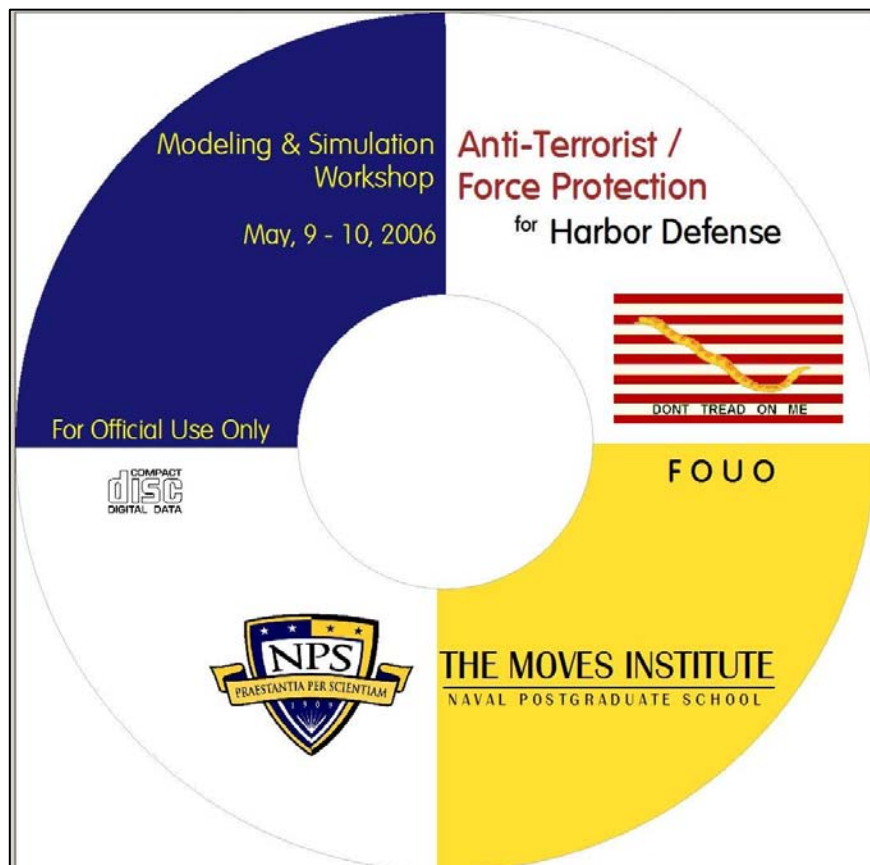 Modeling & Simulation
Workshop
May, 9 - 10, 2006
For Official Use Only
Anti-Terrorist /
Force Protection
for Harbor Defense
DONT TREAD ON ME
FOUO
COMPACT
disc
DIGITAL DATA
NPS
PRAESTANTIA PER SCIENTIAM
1909
THE MOVES INSTITUTE
NAVAL POSTGRADUATE SCHOOL